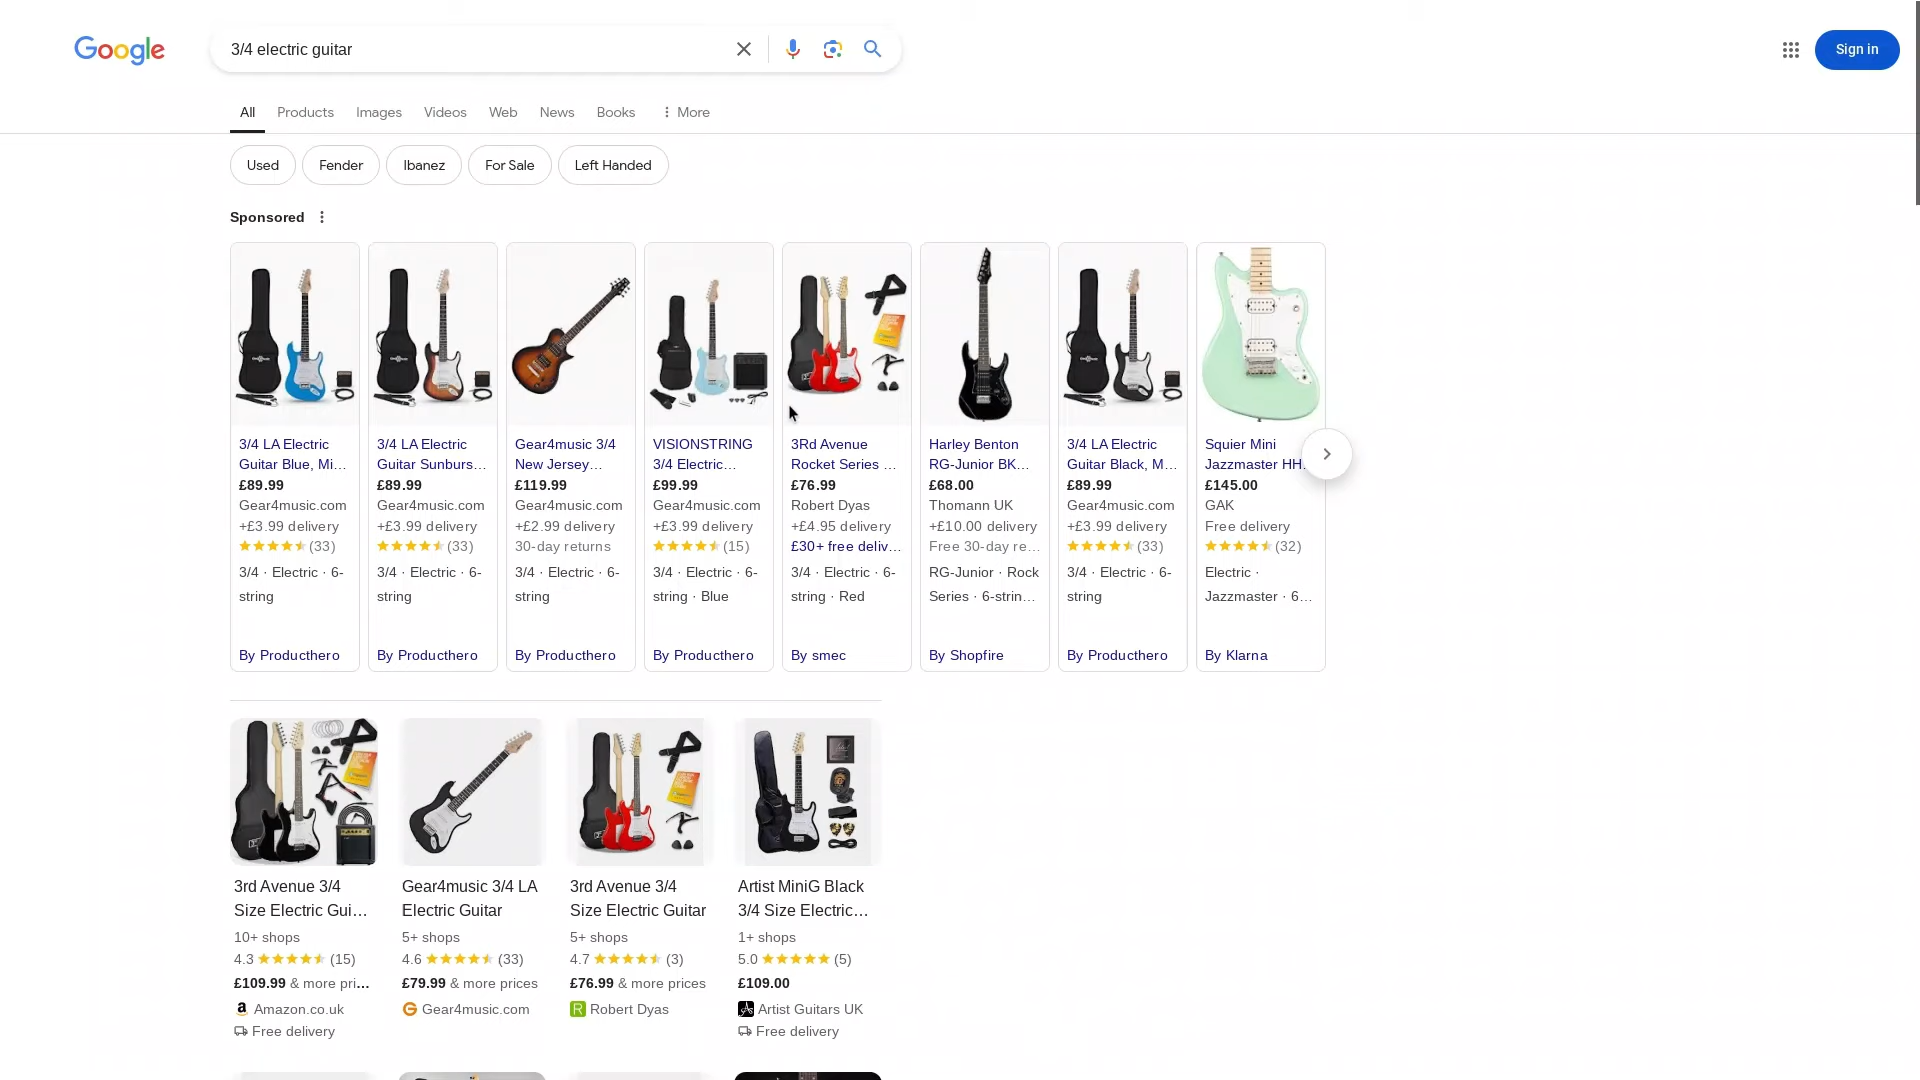 Google
3/4 electric guitar
Sign in
All
Products
Images
Videos
Web
News
Books
More
Used
Fender
Ibanez
For Sale
Left Handed
Sponsored
3/4 LA Electric
Guitar Blue, Mi...
£89.99
Gear4music.com
+£3.99 delivery
(33)
3/4 · Electric · 6-
string
By Producthero
3/4 LA Electric
Guitar Sunburs...
£89.99
Gear4music.com
+£3.99 delivery
(33)
3/4 · Electric · 6-
string
By Producthero
Gear4music 3/4
New Jersey...
£119.99
Gear4music.com
+£2.99 delivery
30-day returns
3/4 · Electric · 6-
string
By Producthero
VISIONSTRING
3/4 Electric...
£99.99
Gear4music.com
+£3.99 delivery
(15)
3/4 · Electric · 6-
string · Blue
By Producthero
3Rd Avenue
Rocket Series ...
£76.99
Robert Dyas
+£4.95 delivery
£30+ free deliv...
3/4 · Electric · 6-
string · Red
By smec
Harley Benton
RG-Junior BK...
£68.00
Thomann UK
+£10.00 delivery
Free 30-day re...
RG-Junior · Rock
Series · 6-strin...
By Shopfire
3/4 LA Electric
Guitar Black, M...
£89.99
Gear4music.com
+£3.99 delivery
(33)
3/4 · Electric · 6-
string
By Producthero
Squier Mini
Jazzmaster HH
£145.00
GAK
Free delivery
(32)
Electric ·
Jazzmaster · 6...
By Klarna
3rd Avenue 3/4
Size Electric Gui...
10+ shops
4.3 (15)
£109.99 & more pri...
Amazon.co.uk
Free delivery
Gear4music 3/4 LA
Electric Guitar
5+ shops
4.6 (33)
£79.99 & more prices
Gear4music.com
3rd Avenue 3/4
Size Electric Guitar
5+ shops
4.7 (3)
£76.99 & more prices
Robert Dyas
Artist MiniG Black
3/4 Size Electric...
1+ shops
5.0 (5)
£109.00
Artist Guitars UK
Free delivery